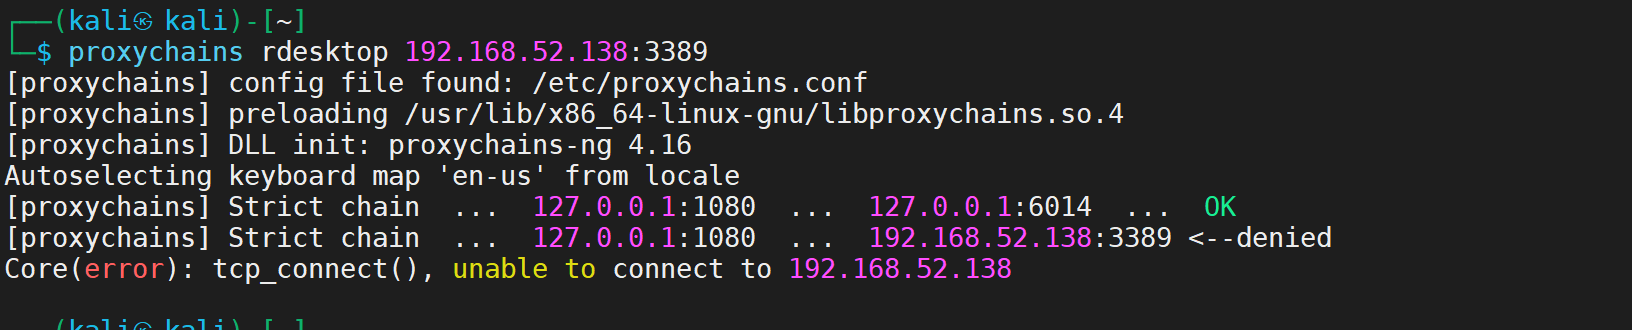 ┌──(kali㉿ kali)-[~]
└─$ proxychains rdesktop 192.168.52.138:3389
[proxychains] config file found: /etc/proxychains.conf
[proxychains] preloading /usr/lib/x86_64-linux-gnu/libproxychains.so.4
[proxychains] DLL init: proxychains-ng 4.16
Autoselecting keyboard map 'en-us' from locale
[proxychains] Strict chain  ...  127.0.0.1:1080  ...  127.0.0.1:6014  ...  OK
[proxychains] Strict chain  ...  127.0.0.1:1080  ...  192.168.52.138:3389 <--denied
Core(error): tcp_connect(), unable to connect to 192.168.52.138